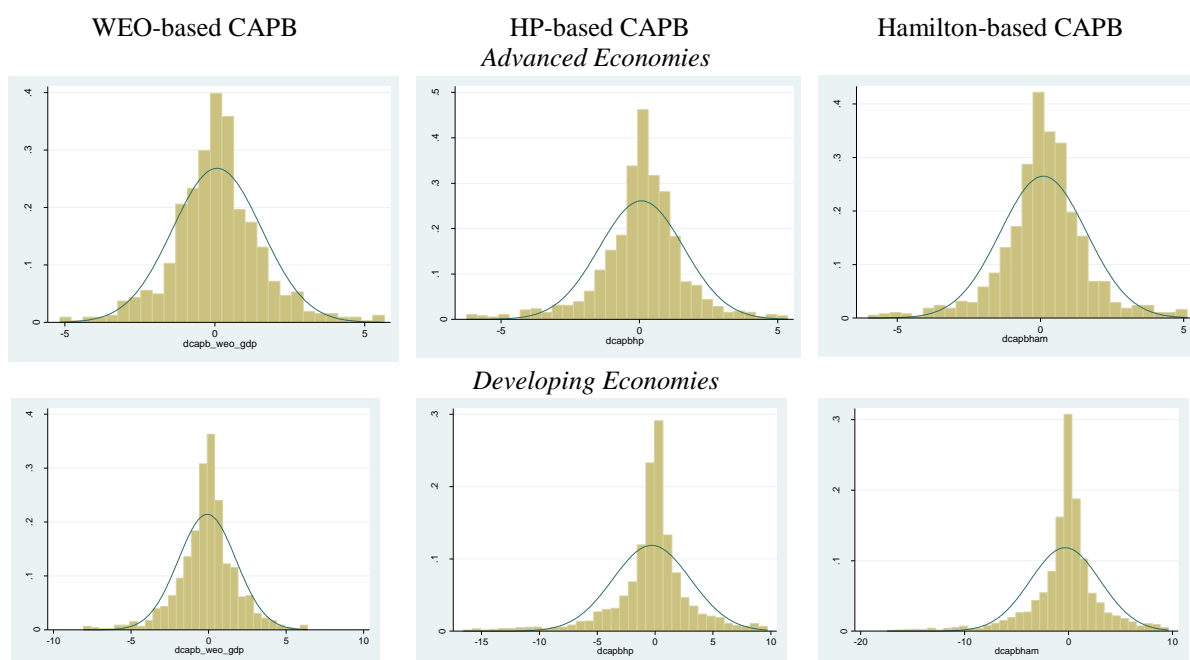 WEO-based CAPB HP-based CAPB Hamilton-based CAPB
Advanced Economies
.4 .3 .2 .1 0
-5 0 5
dcapb_weo_gdp
.5 .4 .3 .2 .1 0
-5 0 5
dcapbhp
.4 .3 .2 .1 0
-5 0 5
dcapbham
Developing Economies
.4 .3 .2 .1 0
-10 -5 0 5 10
dcapb_weo_gdp
.3 .2 .1 0
-15 -10 -5 0 5 10
dcapbhp
.3 .2 .1 0
-20 -10 0 10
dcapbham